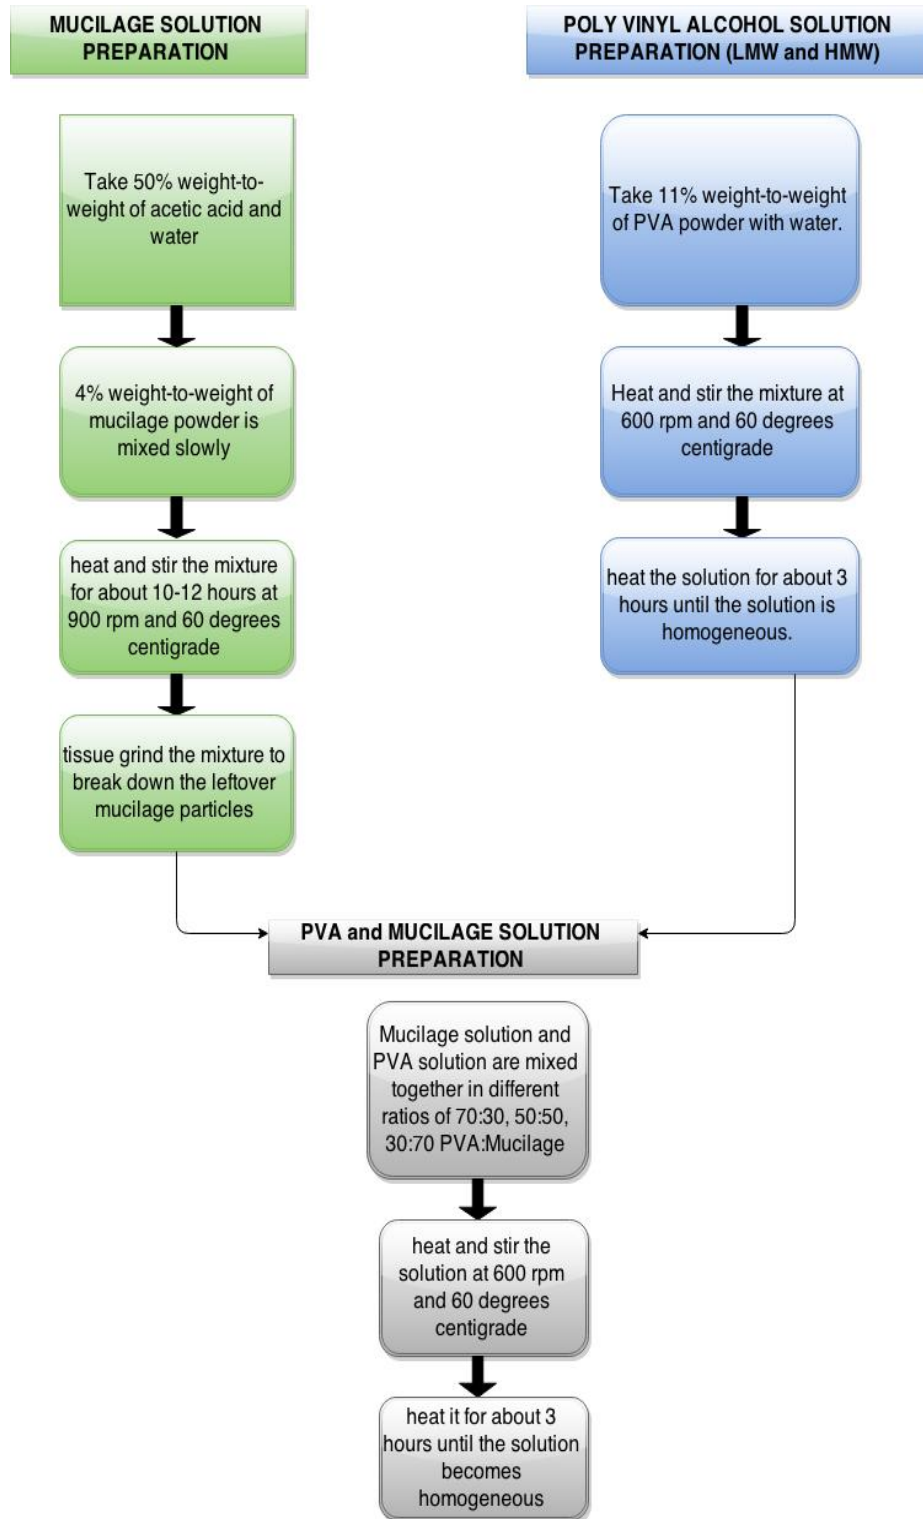 MUCILAGE SOLUTION
PREPARATION
Take 50% weight-to-
weight of acetic acid and
water
4% weight-to-weight of
mucilage powder is
mixed slowly
heat and stir the mixture
for about 10-12 hours at
900 rpm and 60 degrees
centigrade
tissue grind the mixture to
break down the leftover
mucilage particles
POLY VINYL ALCOHOL SOLUTION
PREPARATION (LMW and HMW)
Take 11% weight-to-weight
of PVA powder with water.
Heat and stir the mixture at
600 rpm and 60 degrees
centigrade
heat the solution for about 3
hours until the solution is
homogeneous.
PVA and MUCILAGE SOLUTION
PREPARATION
Mucilage solution and
PVA solution are mixed
together in different
ratios of 70:30, 50:50,
30:70 PVA:Mucilage
heat and stir the
solution at 600 rpm
and 60 degrees
centigrade
heat it for about 3
hours until the solution
becomes
homogeneous